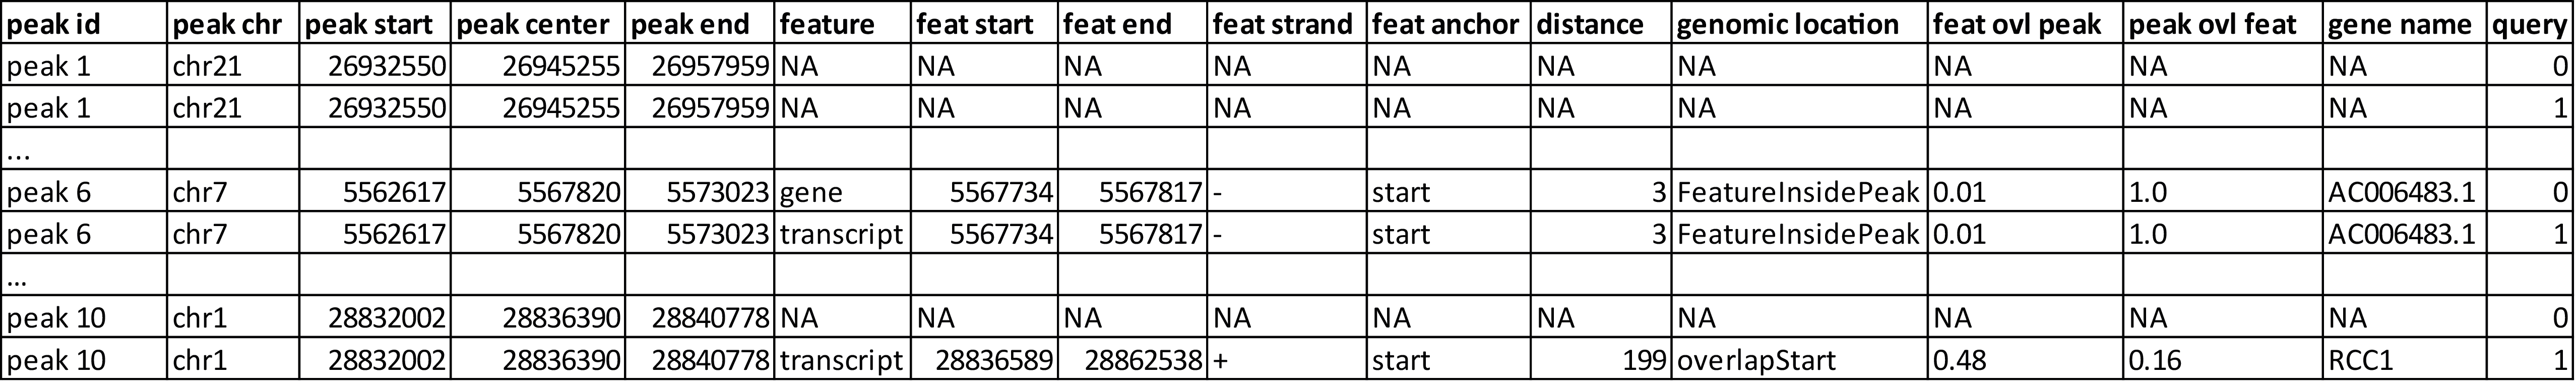 peak id peak chr peak start peak center peak end feature feat start feat end feat strand feat anchor distance genomic location feat ovl peak peak ovl feat gene name query
peak 1 chr21 26932550 26945255 26957959 NA NA NA NA NA NA NA NA NA NA 0
peak 1 chr21 26932550 26945255 26957959 NA NA NA NA NA NA NA NA NA NA 1
...
peak 6 chr7 5562617 5567820 5573023 gene 5567734 5567817 - start 3 FeatureInsidePeak 0.01 1.0 AC006483.1 0
peak 6 chr7 5562617 5567820 5573023 transcript 5567734 5567817 - start 3 FeatureInsidePeak 0.01 1.0 AC006483.1 1
...
peak 10 chr1 28832002 28836390 28840778 NA NA NA NA NA NA NA NA NA NA 0
peak 10 chr1 28832002 28836390 28840778 transcript 28836589 28862538 + start 199 overlapStart 0.48 0.16 RCC1 1